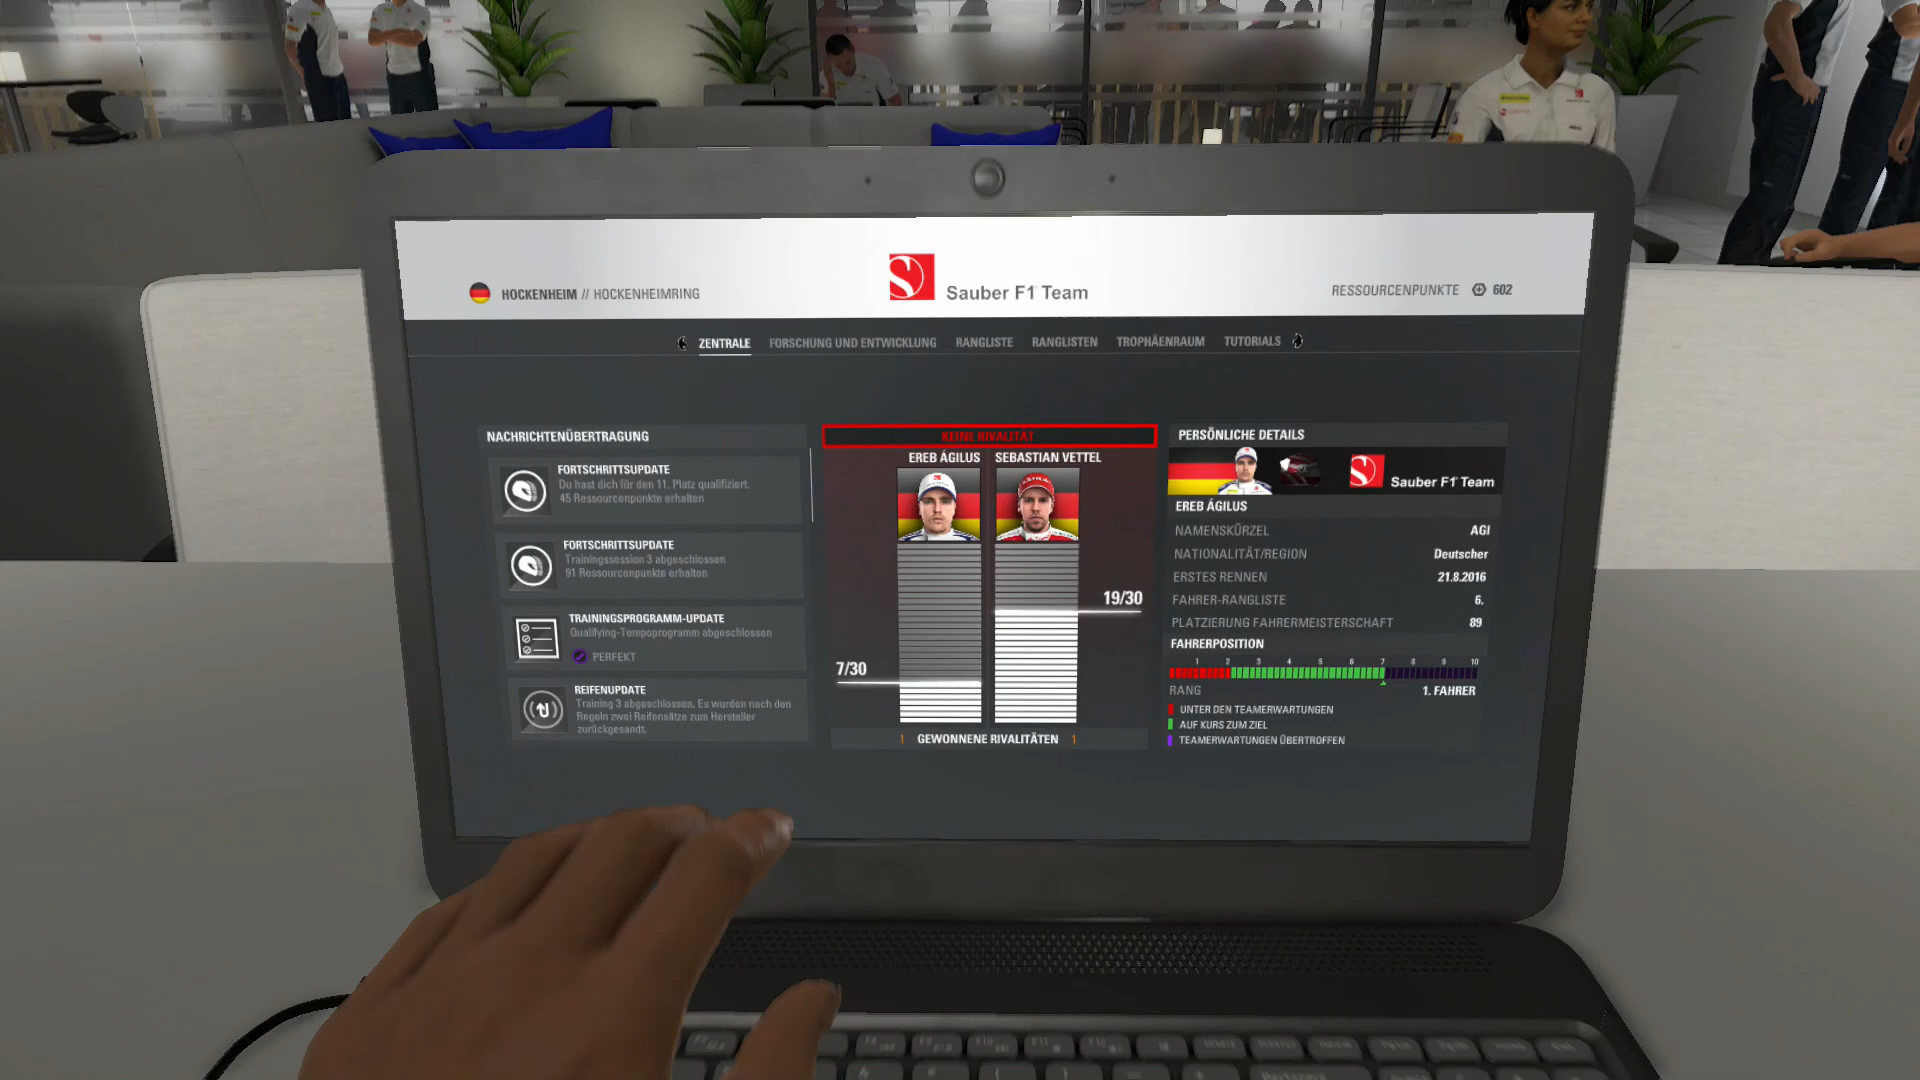 HOCKENHEIM // HOCKENHEIMRING
Sauber F1 Team
RESSOURCENPUNKTE 602
ZENTRALE FORSCHUNG UND ENTWICKLUNG RANGLISTE RANGLISTEN TROPHÄENRAUM TUTORIALS
NACHRICHTENÜBERTRAGUNG
FORTSCHRITTSUPDATE
Du hast dich für den 11. Platz qualifiziert.
45 Ressourcenpunkte erhalten
FORTSCHRITTSUPDATE
Trainingssession 3 abgeschlossen
91 Ressourcenpunkte erhalten
TRAININGSPROGRAMM-UPDATE
Qualifying-Tempoprogramm abgeschlossen
PERFEKT
REIFENUPDATE
Training 3 abgeschlossen. Es wurden nach den
Regeln zwei Reifensätze zum Hersteller
zurückgesandt.
KEINE RIVALITÄT
EREB ÁGILUS SEBASTIAN VETTEL
19/30
7/30
1 GEWONNENE RIVALITÄTEN 1
PERSÖNLICHE DETAILS
Sauber F1 Team
EREB ÁGILUS
NAMENSKÜRZEL AGI
NATIONALITÄT/REGION Deutscher
ERSTES RENNEN 21.8.2016
FAHRER-RANGLISTE 6.
PLATZIERUNG FAHRERMEISTERSCHAFT 89
FAHRERPOSITION
1 2 3 4 5 6 7 8 9 10
RANG 1. FAHRER
UNTER DEN TEAMERWARTUNGEN
AUF KURS ZUM ZIEL
TEAMERWARTUNGEN ÜBERTROFFEN